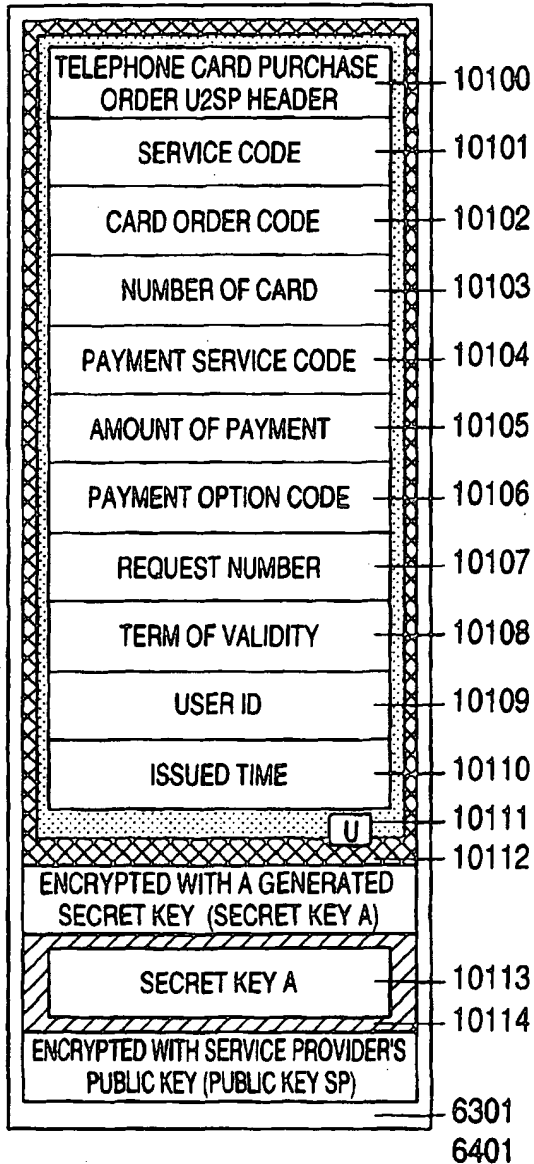 TELEPHONE CARD PURCHASE
ORDER U2SP HEADER
10100
SERVICE CODE
10101
CARD ORDER CODE
10102
NUMBER OF CARD
10103
PAYMENT SERVICE CODE
10104
AMOUNT OF PAYMENT
10105
PAYMENT OPTION CODE
10106
REQUEST NUMBER
10107
TERM OF VALIDITY
10108
USER ID
10109
ISSUED TIME
10110
U
10111
10112
ENCRYPTED WITH A GENERATED
SECRET KEY (SECRET KEY A)
SECRET KEY A
10113
10114
ENCRYPTED WITH SERVICE PROVIDER'S
PUBLIC KEY (PUBLIC KEY SP)
6301
6401